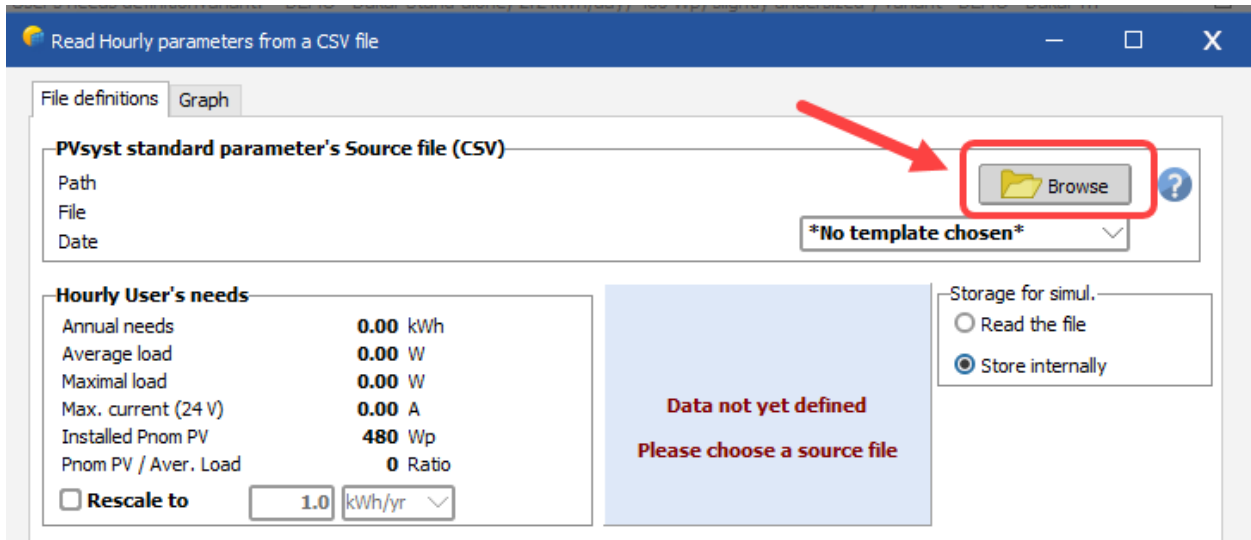 Read Hourly parameters from a CSV file
X
File definitions
Graph
PVsyst standard parameter's Source file (CSV)
Path
Browse
?
File
*No template chosen*
Date
Hourly User's needs
Annual needs 0.00 kWh
Average load 0.00 W
Maximal load 0.00 W
Max. current (24 V) 0.00 A
Installed Pnom PV 480 Wp
Pnom PV / Aver. Load 0 Ratio
Rescale to 1.0 kWh/yr
Data not yet defined
Please choose a source file
Storage for simul.
Read the file
Store internally